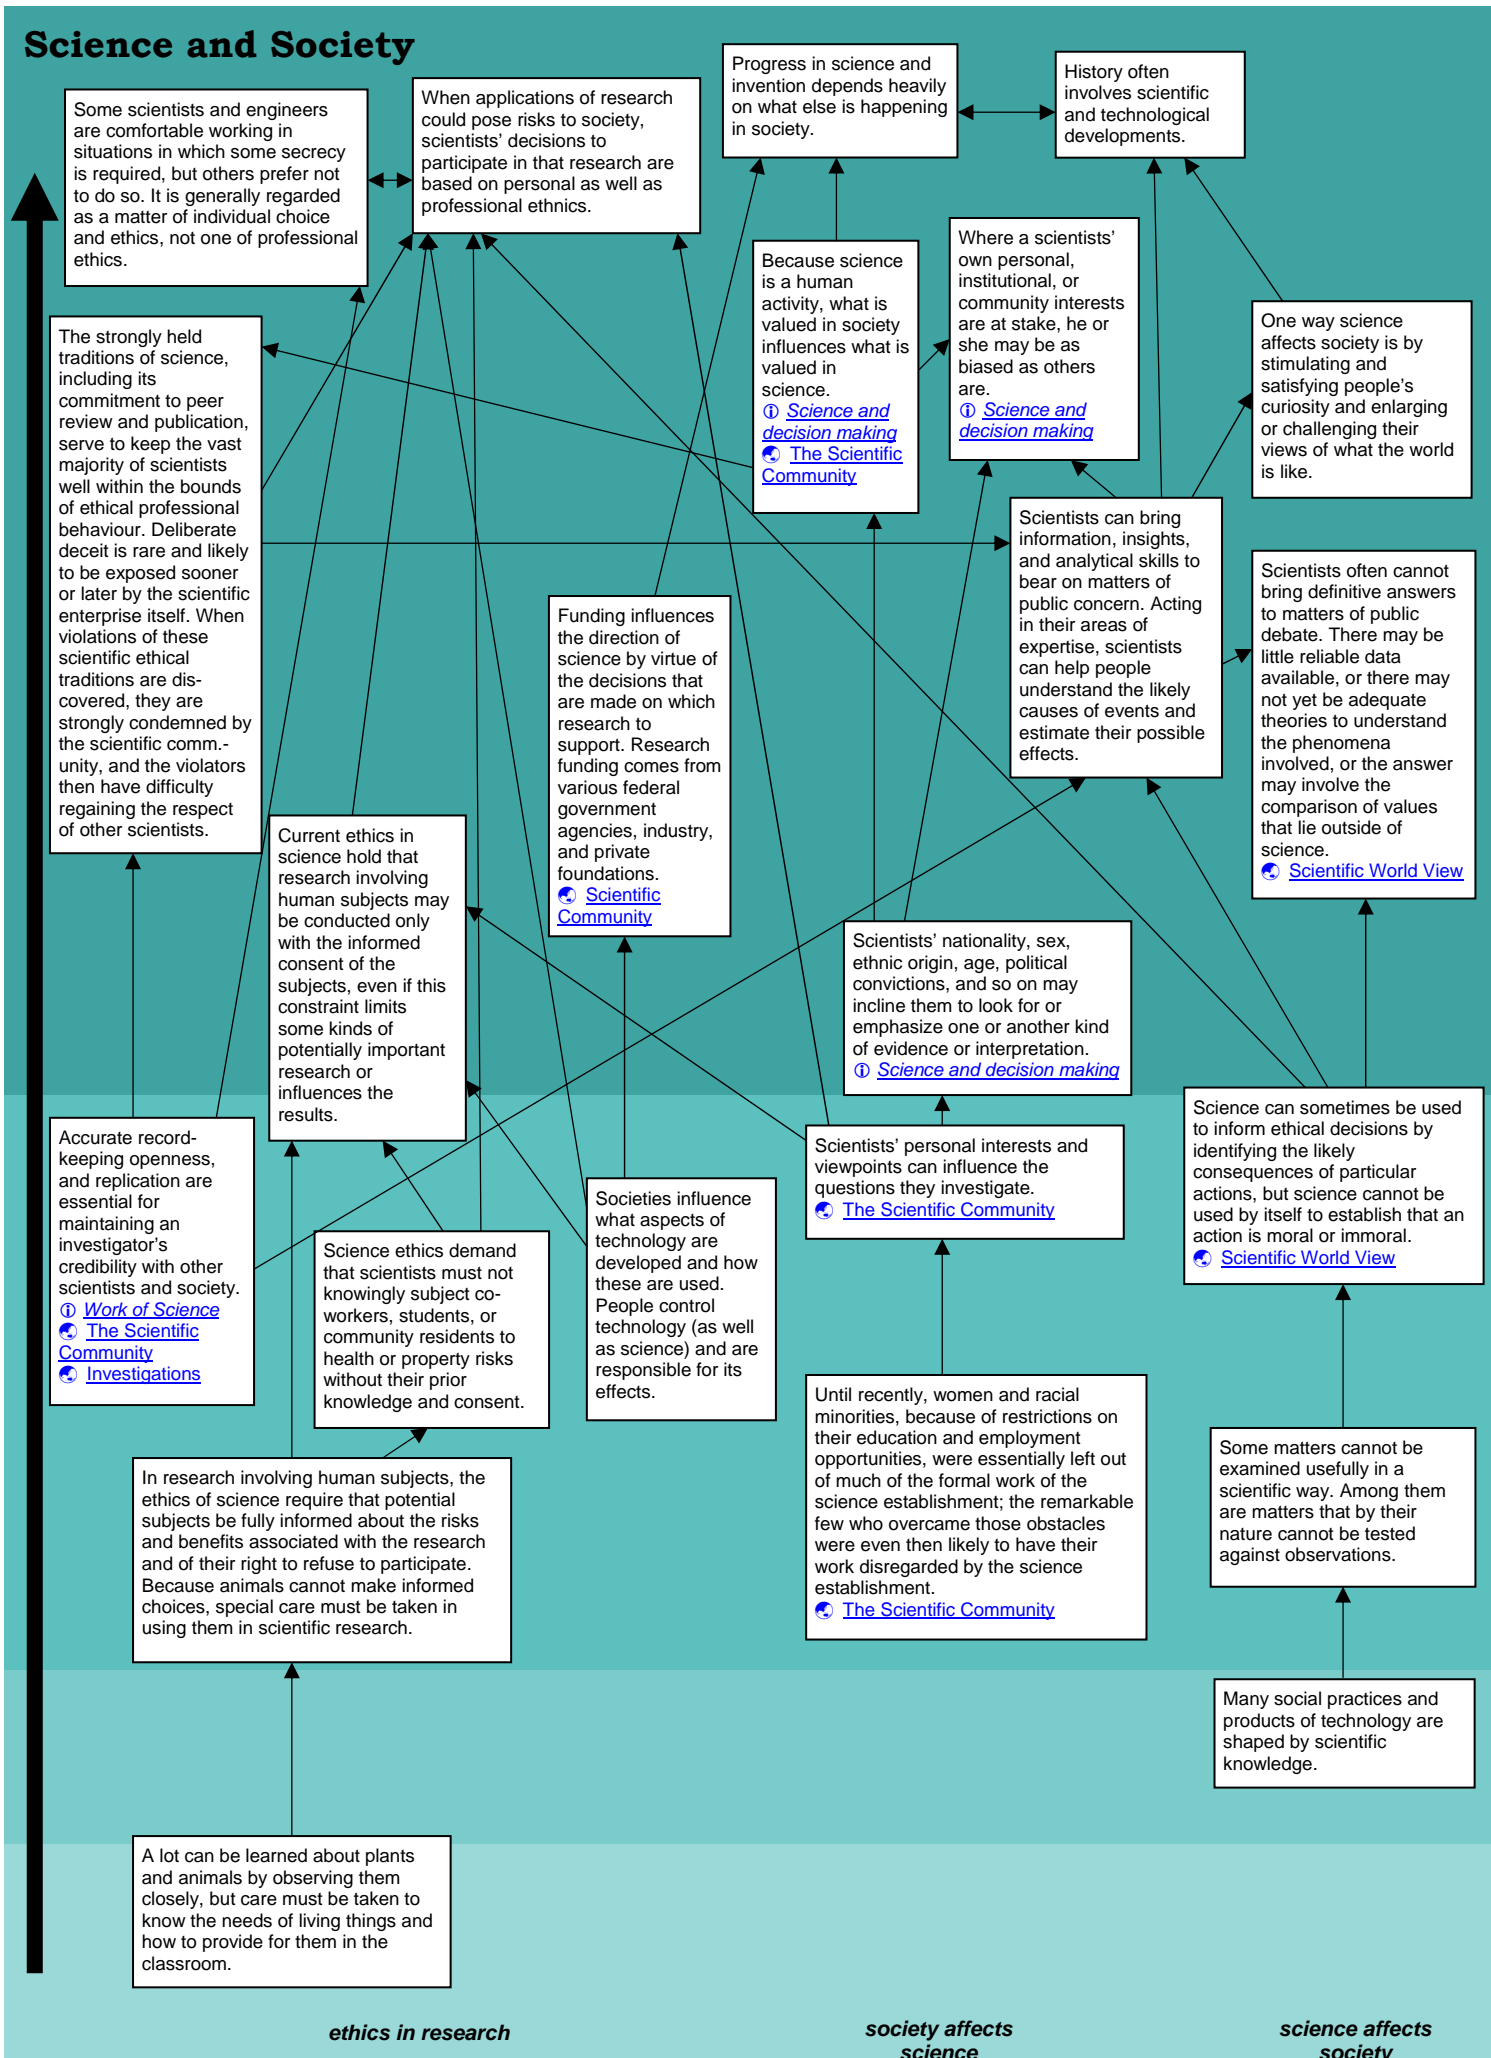 Science and Society
Some scientists and engineers
are comfortable working in
situations in which some secrecy
is required, but others prefer not
to do so. It is generally regarded
as a matter of individual choice
and ethics, not one of professional
ethics.
When applications of research
could pose risks to society,
scientists’ decisions to
participate in that research are
based on personal as well as
professional ethnics.
Progress in science and
invention depends heavily
on what else is happening
in society.
History often
involves scientific
and technological
developments.
Because science
is a human
activity, what is
valued in society
influences what is
valued in
science.
Science and
decision making
The Scientific
Community
Where a scientists’
own personal,
institutional, or
community interests
are at stake, he or
she may be as
biased as others
are.
Science and
decision making
One way science
affects society is by
stimulating and
satisfying people’s
curiosity and enlarging
or challenging their
views of what the world
is like.
The strongly held
traditions of science,
including its
commitment to peer
review and publication,
serve to keep the vast
majority of scientists
well within the bounds
of ethical professional
behaviour. Deliberate
deceit is rare and likely
to be exposed sooner
or later by the scientific
enterprise itself. When
violations of these
scientific ethical
traditions are dis-
covered, they are
strongly condemned by
the scientific comm.-
unity, and the violators
then have difficulty
regaining the respect
of other scientists.
Scientists can bring
information, insights,
and analytical skills to
bear on matters of
public concern. Acting
in their areas of
expertise, scientists
can help people
understand the likely
causes of events and
estimate their possible
effects.
Scientists often cannot
bring definitive answers
to matters of public
debate. There may be
little reliable data
available, or there may
not yet be adequate
theories to understand
the phenomena
involved, or the answer
may involve the
comparison of values
that lie outside of
science.
Scientific World View
Funding influences
the direction of
science by virtue of
the decisions that
are made on which
research to
support. Research
funding comes from
various federal
government
agencies, industry,
and private
foundations.
Scientific
Community
Current ethics in
science hold that
research involving
human subjects may
be conducted only
with the informed
consent of the
subjects, even if this
constraint limits
some kinds of
potentially important
research or
influences the
results.
Scientists’ nationality, sex,
ethnic origin, age, political
convictions, and so on may
incline them to look for or
emphasize one or another kind
of evidence or interpretation.
Science and decision making
Science can sometimes be used
to inform ethical decisions by
identifying the likely
consequences of particular
actions, but science cannot be
used by itself to establish that an
action is moral or immoral.
Scientific World View
Accurate record-
keeping openness,
and replication are
essential for
maintaining an
investigator’s
credibility with other
scientists and society.
Work of Science
The Scientific
Community
Investigations
Scientists’ personal interests and
viewpoints can influence the
questions they investigate.
The Scientific Community
Societies influence
what aspects of
technology are
developed and how
these are used.
People control
technology (as well
as science) and are
responsible for its
effects.
Science ethics demand
that scientists must not
knowingly subject co-
workers, students, or
community residents to
health or property risks
without their prior
knowledge and consent.
Until recently, women and racial
minorities, because of restrictions on
their education and employment
opportunities, were essentially left out
of much of the formal work of the
science establishment; the remarkable
few who overcame those obstacles
were even then likely to have their
work disregarded by the science
establishment.
The Scientific Community
Some matters cannot be
examined usefully in a
scientific way. Among them
are matters that by their
nature cannot be tested
against observations.
In research involving human subjects, the
ethics of science require that potential
subjects be fully informed about the risks
and benefits associated with the research
and of their right to refuse to participate.
Because animals cannot make informed
choices, special care must be taken in
using them in scientific research.
Many social practices and
products of technology are
shaped by scientific
knowledge.
A lot can be learned about plants
and animals by observing them
closely, but care must be taken to
know the needs of living things and
how to provide for them in the
classroom.
ethics in research
society affects
science
science affects
society